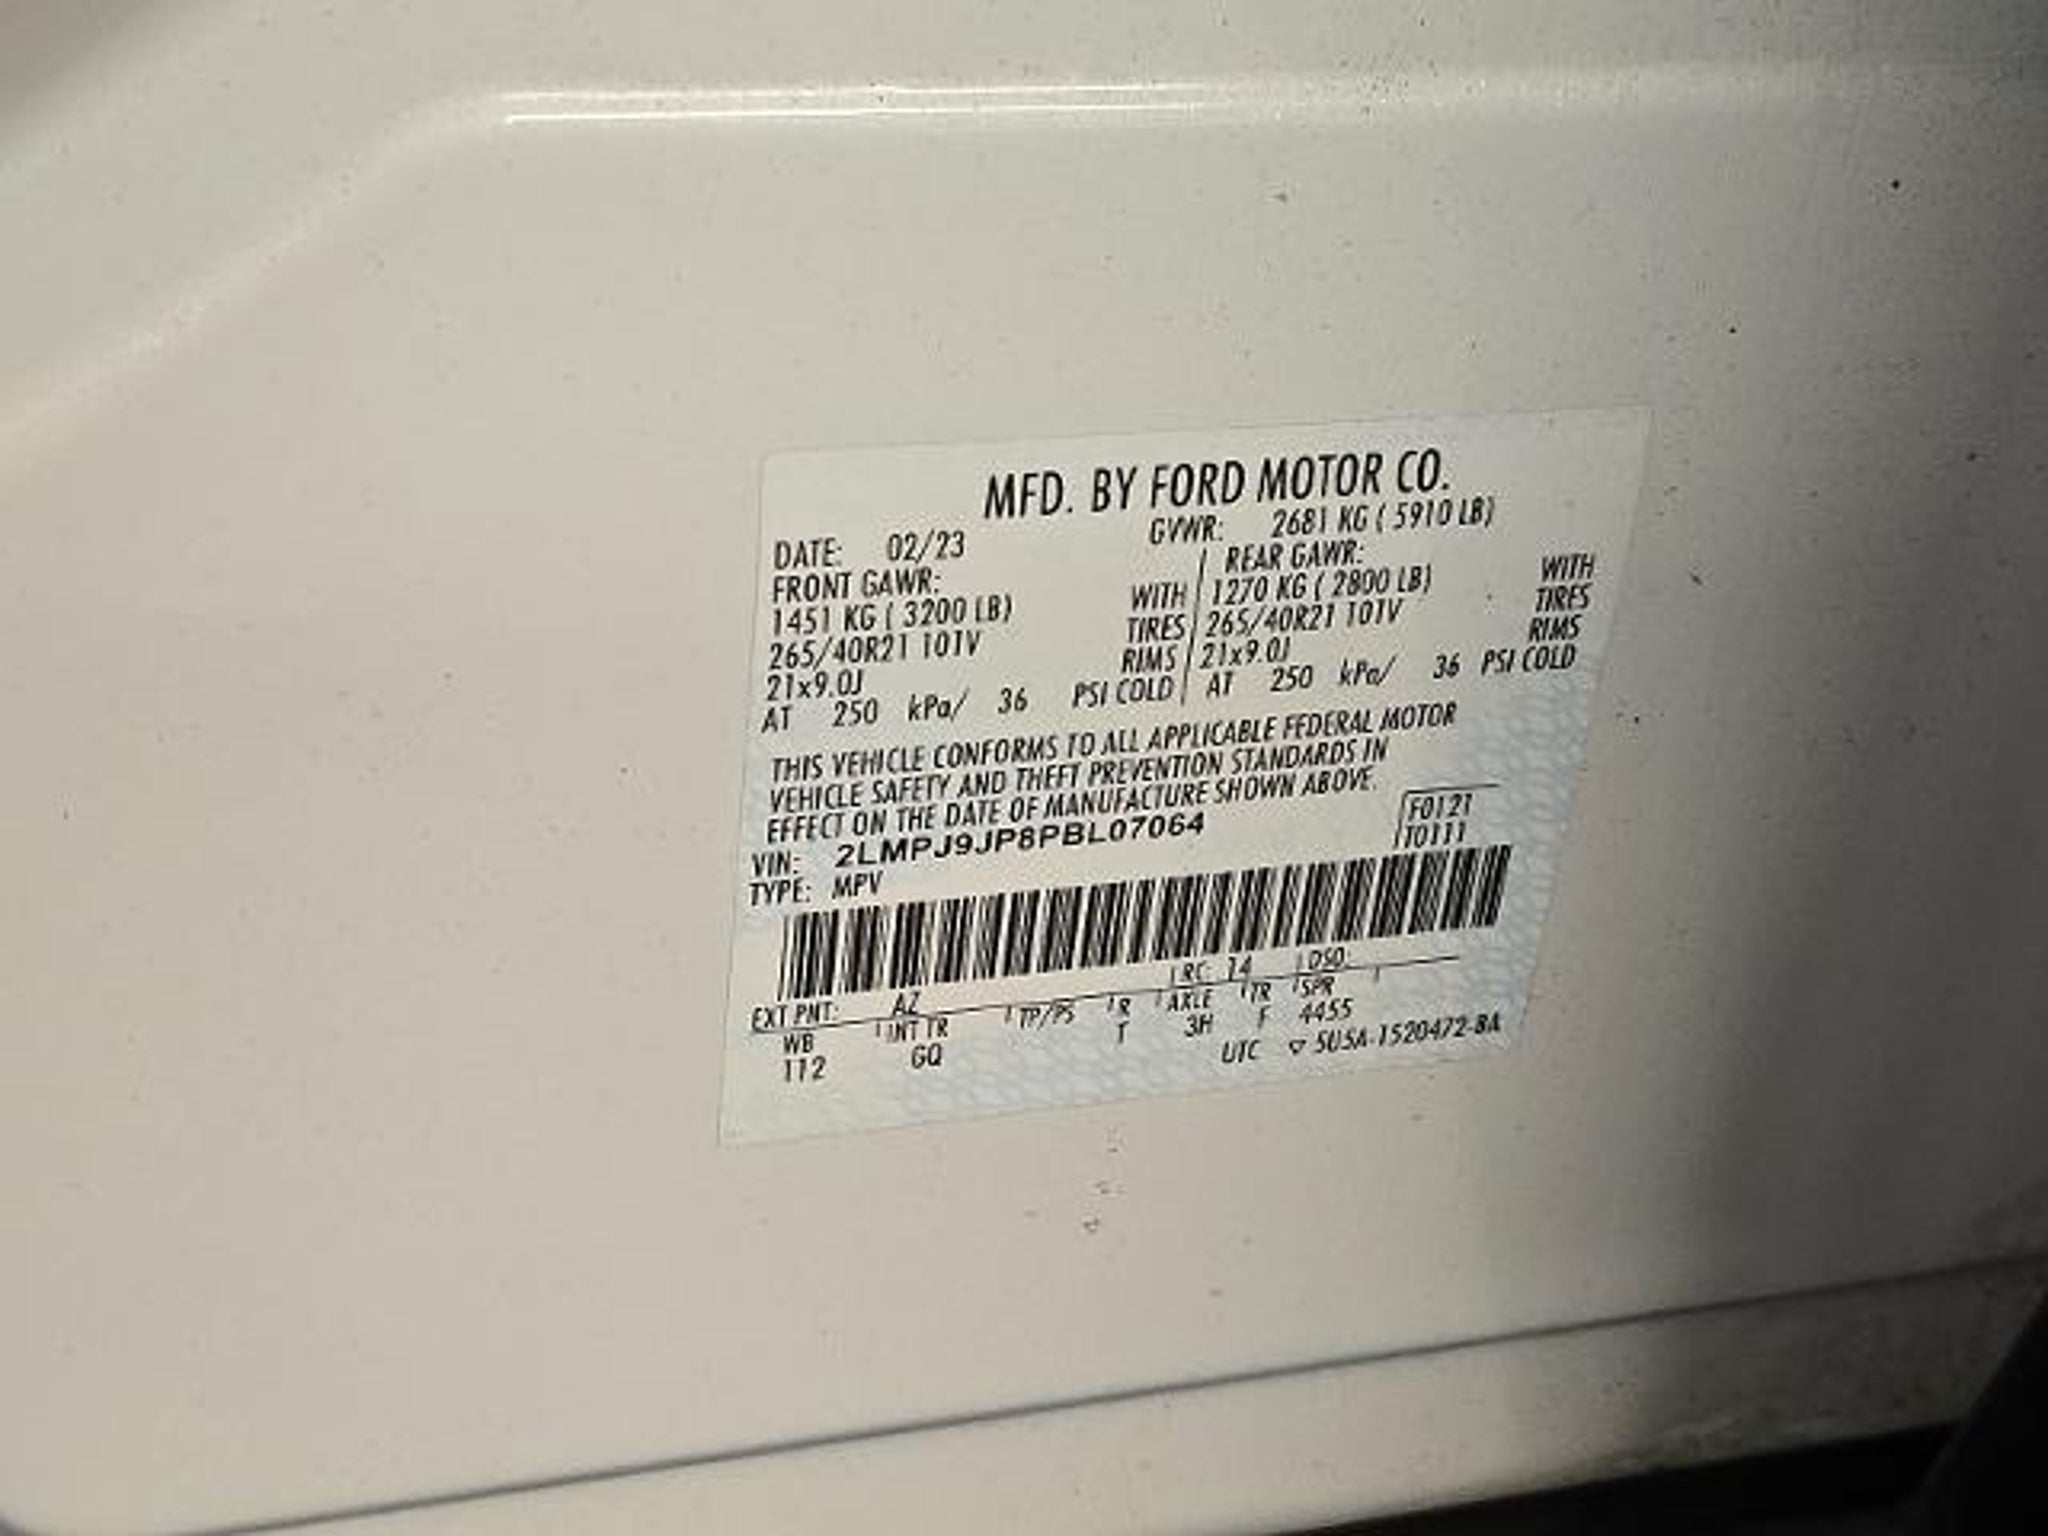 MFD. BY FORD MOTOR CO.
DATE: 02/23 GVWR: 2681 KG ( 5910 LB)
FRONT GAWR: REAR GAWR:
1451 KG ( 3200 LB) WITH 1270 KG ( 2800 LB) WITH
265/40R21 101V TIRES 265/40R21 101V TIRES
21x9.0J RIMS 21x9.0J RIMS
AT 250 kPa/ 36 PSI COLD AT 250 kPa/ 36 PSI COLD
THIS VEHICLE CONFORMS TO ALL APPLICABLE FEDERAL MOTOR
VEHICLE SAFETY AND THEFT PREVENTION STANDARDS IN
EFFECT ON THE DATE OF MANUFACTURE SHOWN ABOVE.
VIN: 2LMPJ9JP8PBL07064 F0121
TYPE: MPV T0111
EXT PNT: AZ RC: 14 DSO:
WB INT TR TP/PS R AXLE TR SPR
112 GQ T 3H F 4455
UTC ▽ 5U5A-1520472-BA